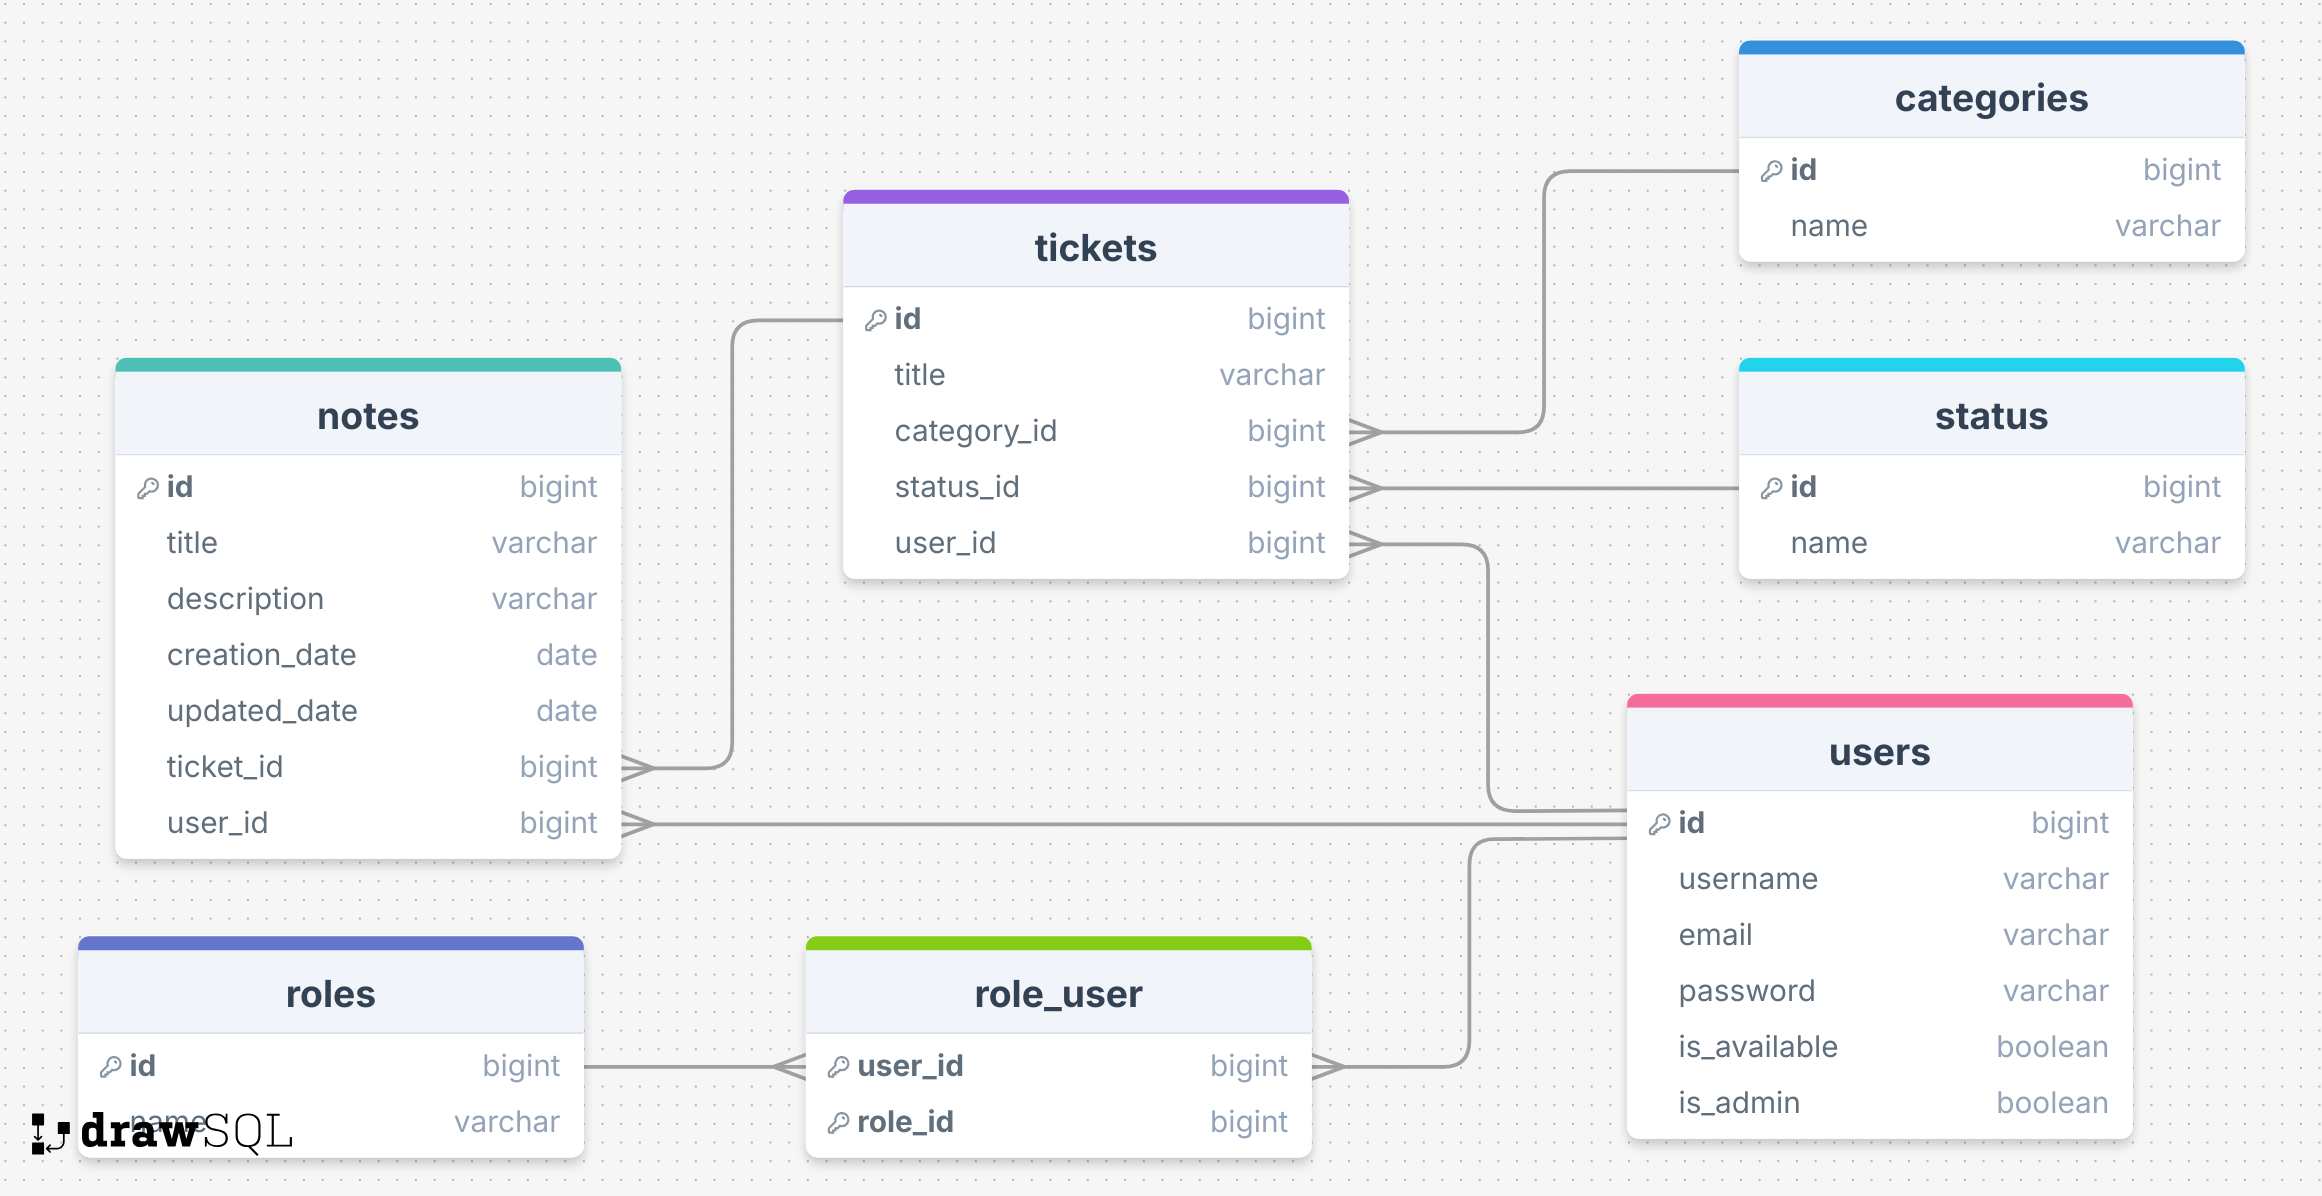 categories
id bigint
name varchar
tickets
id bigint
title varchar
category_id bigint
status_id bigint
user_id bigint
notes
id bigint
title varchar
description varchar
creation_date date
updated_date date
ticket_id bigint
user_id bigint
status
id bigint
name varchar
users
id bigint
username varchar
email varchar
password varchar
is_available boolean
is_admin boolean
roles
id bigint
name varchar
role_user
user_id bigint
role_id bigint
drawSQL